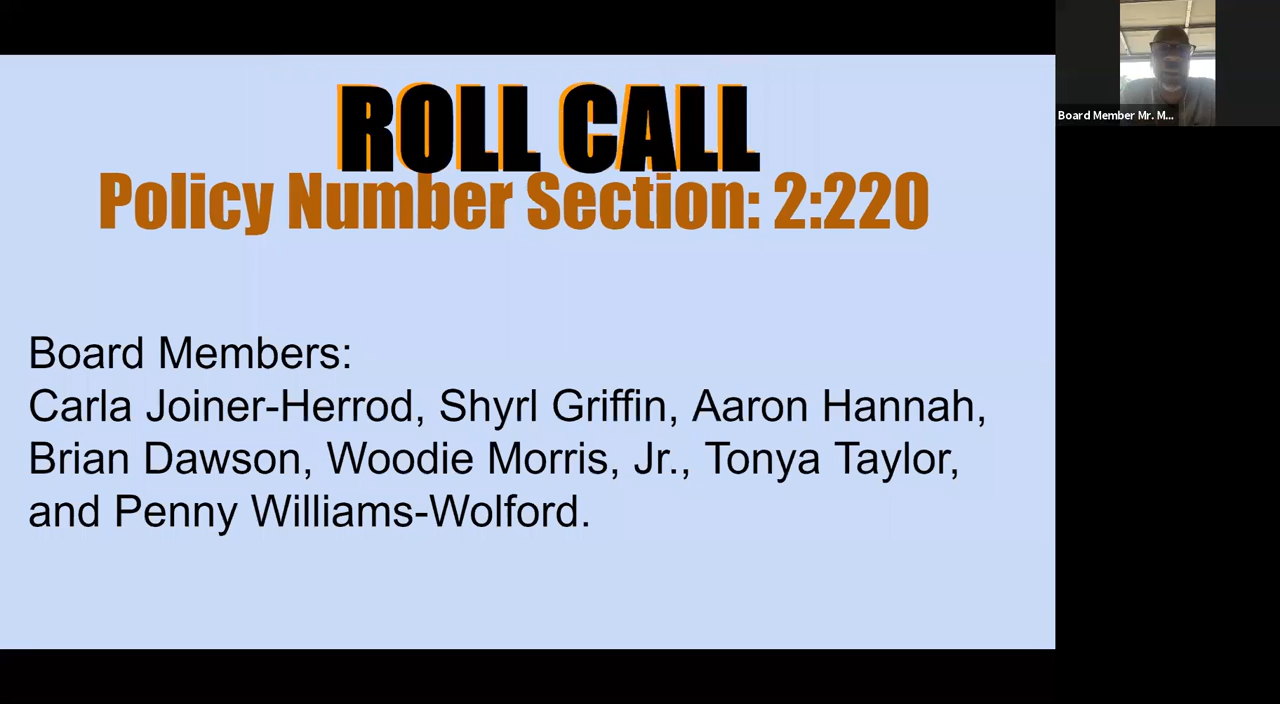 ROLL CALL
Policy Number Section: 2:220
Board Members:
Carla Joiner-Herrod, Shyrl Griffin, Aaron Hannah,
Brian Dawson, Woodie Morris, Jr., Tonya Taylor,
and Penny Williams-Wolford.
Board Member Mr. M...